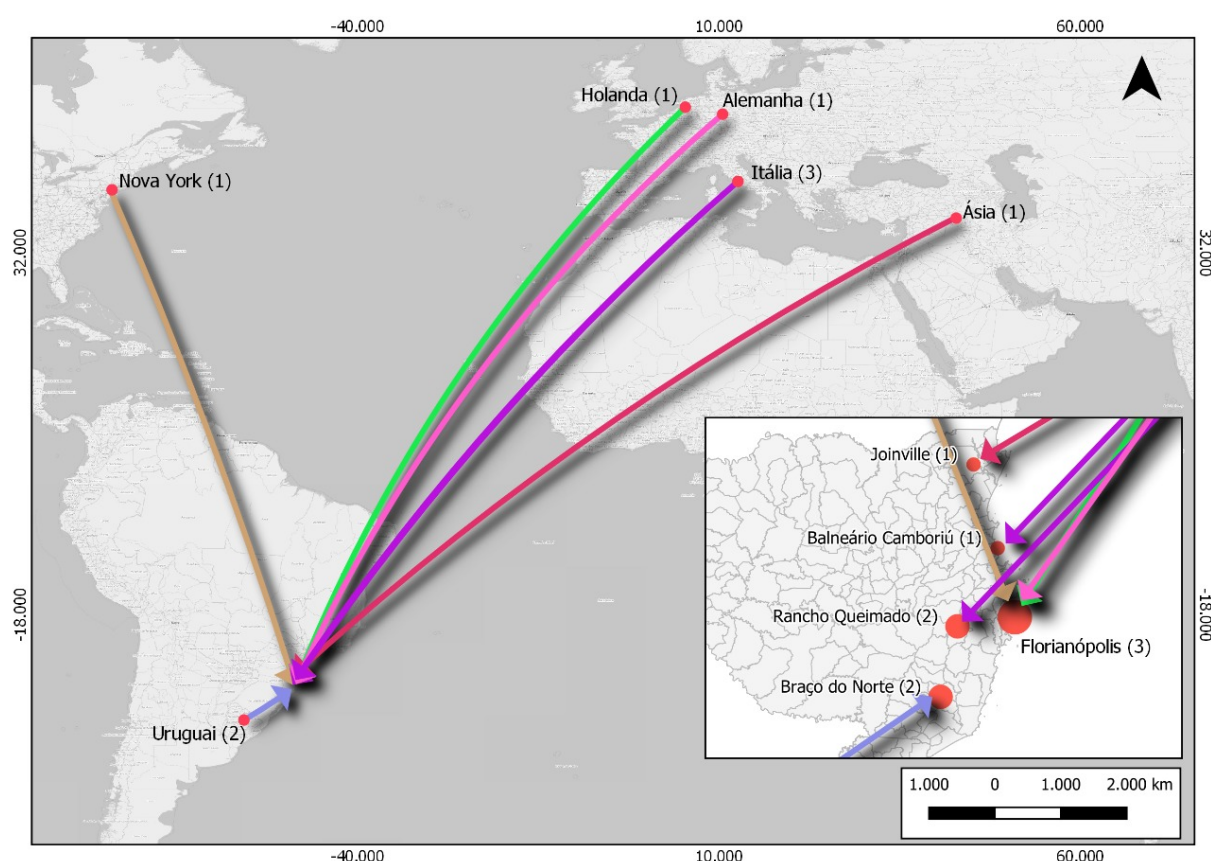 -40.000
10.000
60.000
Holanda (1)
Alemanha (1)
Nova York (1)
Itália (3)
Ásia (1)
32.000
32.000
Joinville (1)
Balneário Camboriú (1)
Rancho Queimado (2)
Florianópolis (3)
Braço do Norte (2)
-18.000
-18.000
Uruguai (2)
1.000 0 1.000 2.000 km
-40.000
10.000
60.000